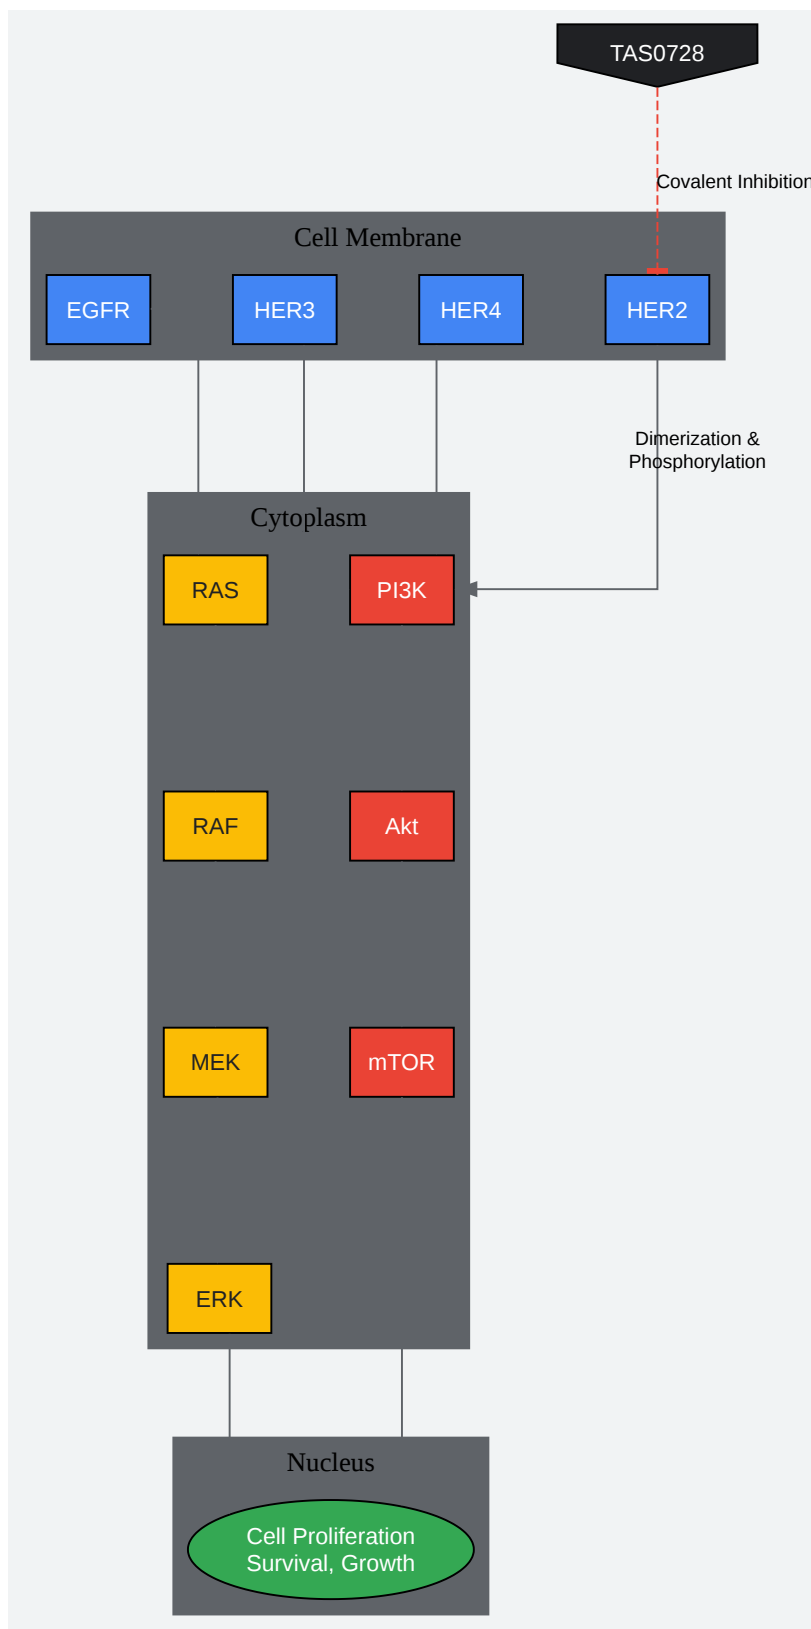 TAS0728
Covalent Inhibition
Cell Membrane
EGFR
HER3
HER4
HER2
Dimerization &
Phosphorylation
Cytoplasm
RAS
PI3K
RAF
Akt
MEK
mTOR
ERK
Nucleus
Cell Proliferation
Survival, Growth